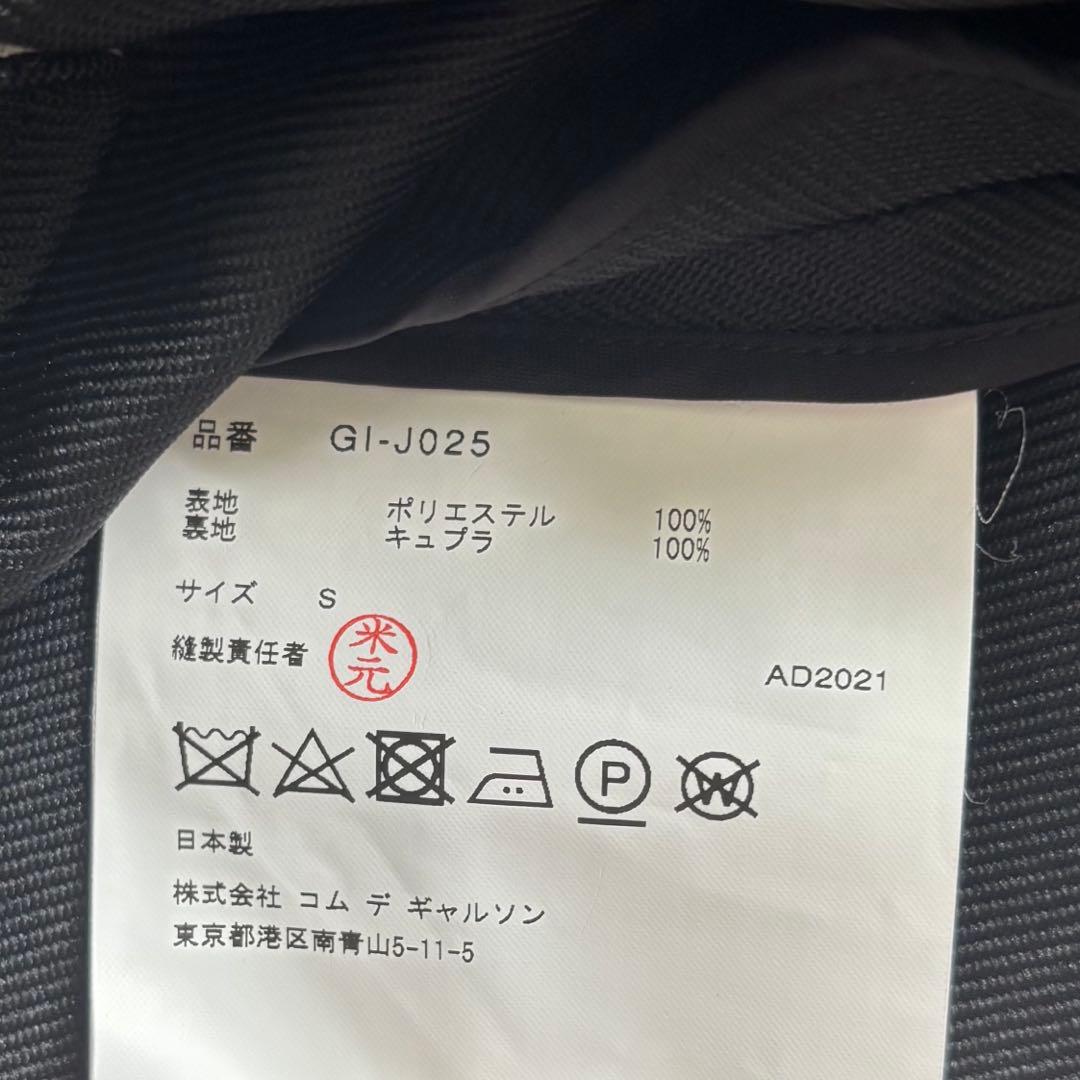 品番 GI-J025
表地 ポリエステル 100%
裏地 キュプラ 100%
サイズ S
縫製責任者 米元
AD2021
P W
日本製
株式会社 コム デ ギャルソン
東京都港区南青山5-11-5